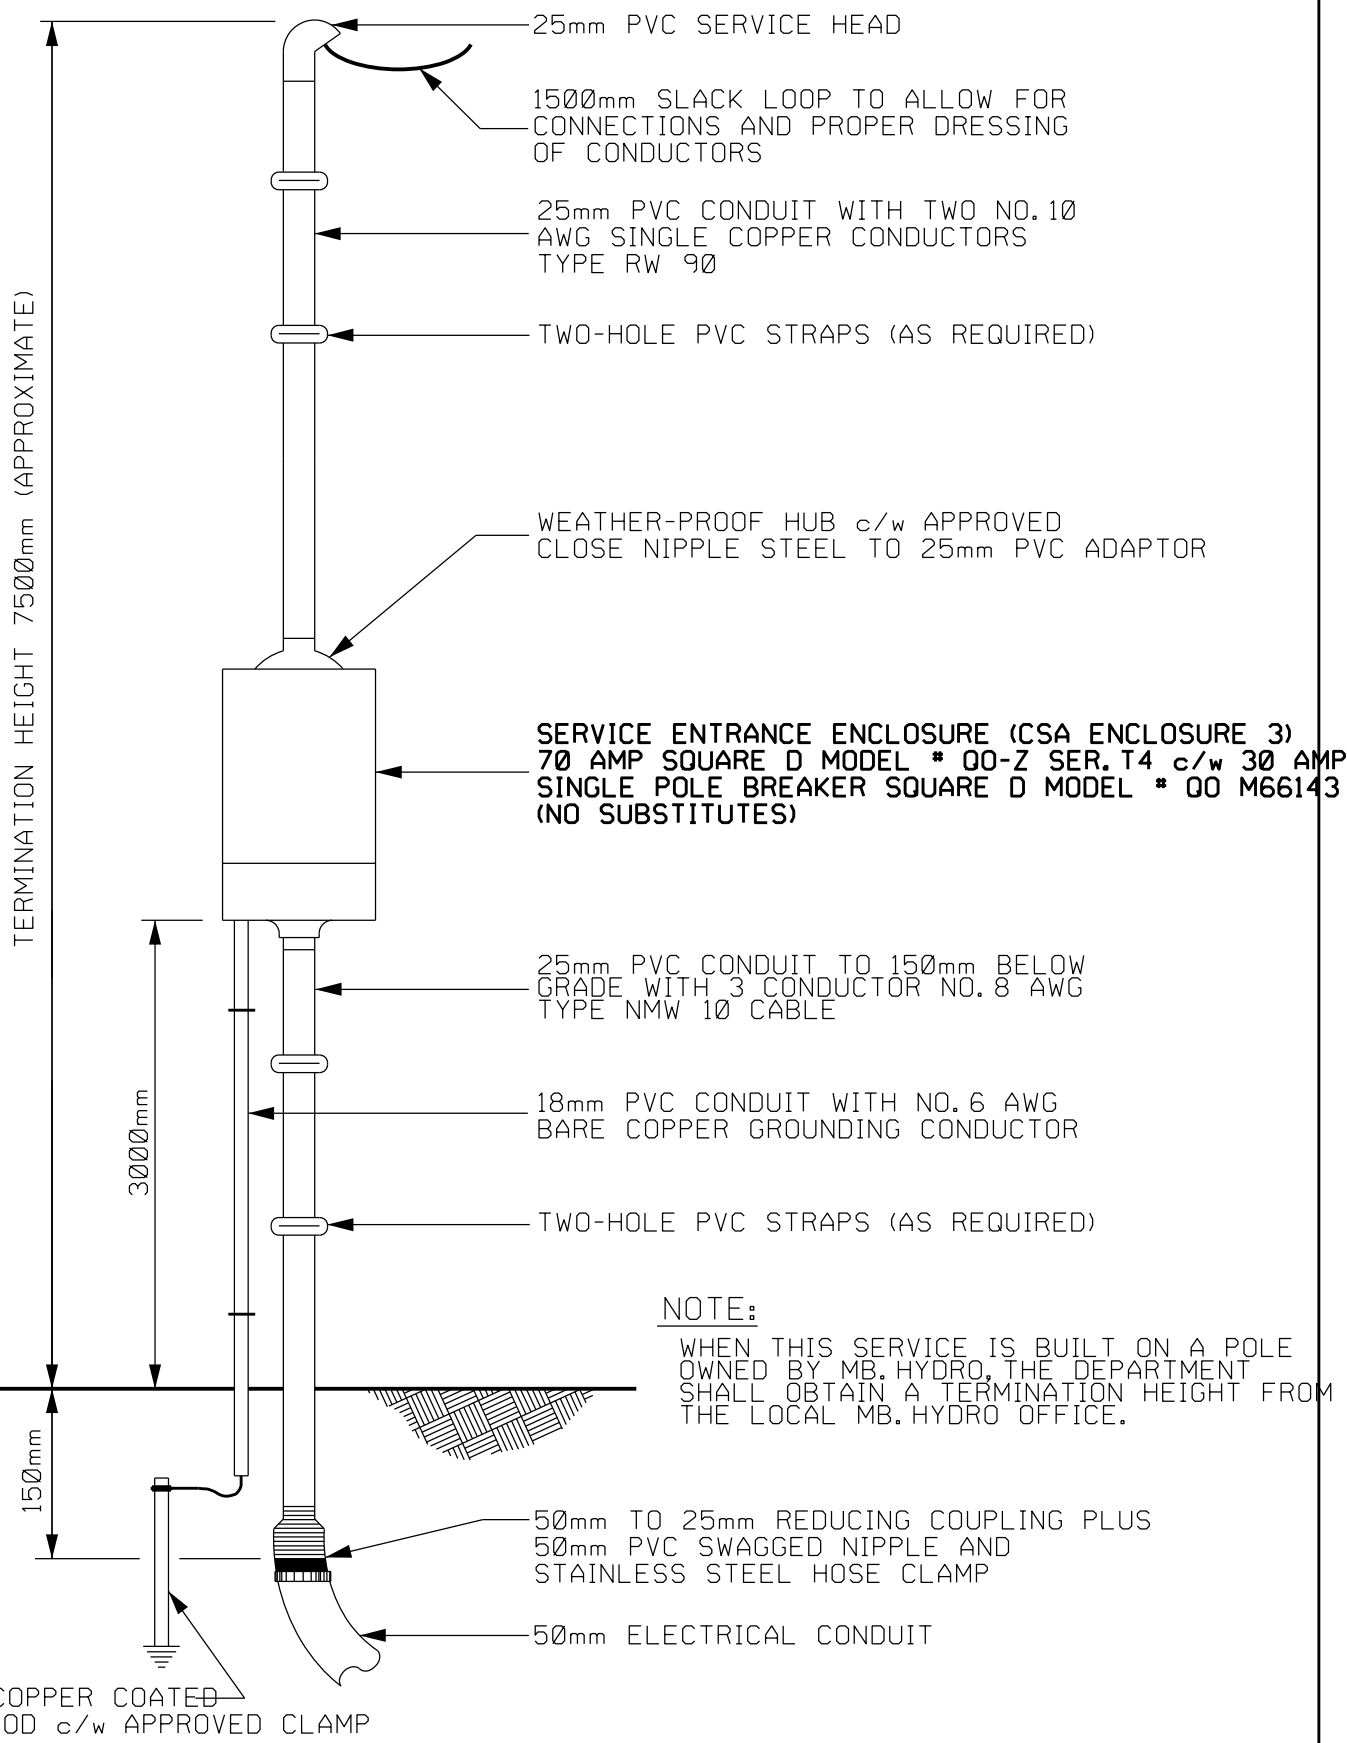 25mm PVC SERVICE HEAD
1500mm SLACK LOOP TO ALLOW FOR
CONNECTIONS AND PROPER DRESSING
OF CONDUCTORS
25mm PVC CONDUIT WITH TWO NO. 10
AWG SINGLE COPPER CONDUCTORS
TYPE RW 90
TWO-HOLE PVC STRAPS (AS REQUIRED)
TERMINATION HEIGHT 7500mm (APPROXIMATE)
WEATHER-PROOF HUB c/w APPROVED
CLOSE NIPPLE STEEL TO 25mm PVC ADAPTOR
SERVICE ENTRANCE ENCLOSURE (CSA ENCLOSURE 3)
70 AMP SQUARE D MODEL # QO-Z SER. T4 c/w 30 AMP
SINGLE POLE BREAKER SQUARE D MODEL # QO M66143
(NO SUBSTITUTES)
25mm PVC CONDUIT TO 150mm BELOW
GRADE WITH 3 CONDUCTOR NO. 8 AWG
TYPE NMW 10 CABLE
3000mm
18mm PVC CONDUIT WITH NO. 6 AWG
BARE COPPER GROUNDING CONDUCTOR
TWO-HOLE PVC STRAPS (AS REQUIRED)
NOTE:
WHEN THIS SERVICE IS BUILT ON A POLE
OWNED BY MB. HYDRO, THE DEPARTMENT
SHALL OBTAIN A TERMINATION HEIGHT FROM
THE LOCAL MB. HYDRO OFFICE.
150mm
50mm TO 25mm REDUCING COUPLING PLUS
50mm PVC SWAGGED NIPPLE AND
STAINLESS STEEL HOSE CLAMP
50mm ELECTRICAL CONDUIT
COPPER COATED
OD c/w APPROVED CLAMP